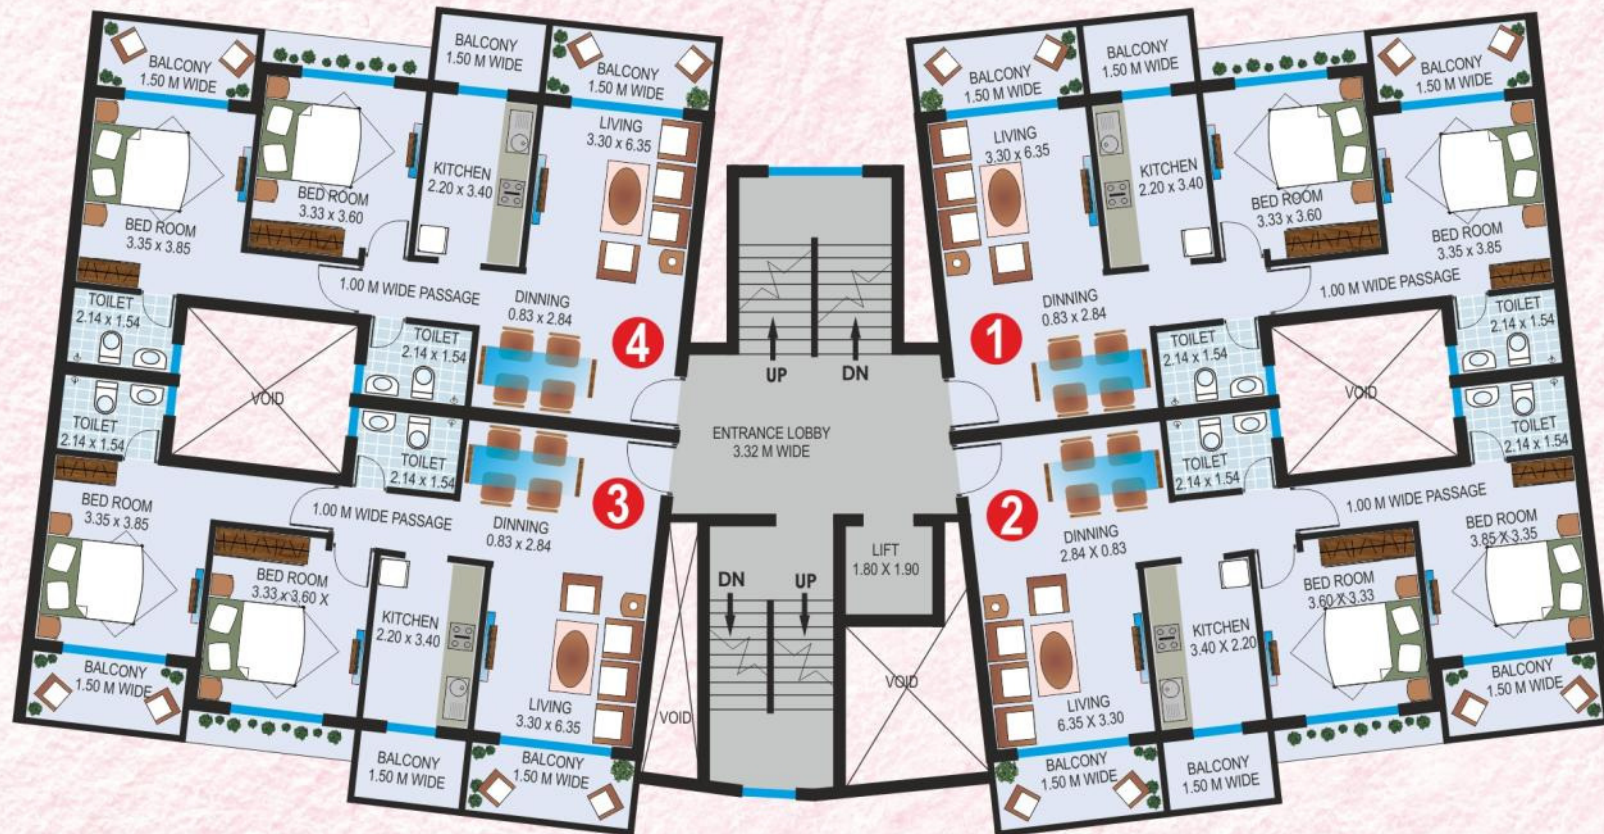 BALCONY
1.50 M WIDE
BALCONY
1.50 M WIDE
BALCONY
1.50 M WIDE
LIVING
3.30 x 6.35
KITCHEN
2.20 x 3.40
BED ROOM
3.33 x 3.60
BED ROOM
3.35 x 3.85
1.00 M WIDE PASSAGE
DINNING
0.83 x 2.84
TOILET
2.14 x 1.54
TOILET
2.14 x 1.54
VOID
4
TOILET
2.14 x 1.54
TOILET
2.14 x 1.54
BED ROOM
3.35 x 3.85
1.00 M WIDE PASSAGE
DINNING
0.83 x 2.84
3
BED ROOM
3.33 x 3.60 X
KITCHEN
2.20 x 3.40
LIVING
3.30 x 6.35
BALCONY
1.50 M WIDE
BALCONY
1.50 M WIDE
BALCONY
1.50 M WIDE
UP
DN
ENTRANCE LOBBY
3.32 M WIDE
LIFT
1.80 X 1.90
DN
UP
VOID
VOID
BALCONY
1.50 M WIDE
BALCONY
1.50 M WIDE
BALCONY
1.50 M WIDE
LIVING
3.30 x 6.35
KITCHEN
2.20 x 3.40
BED ROOM
3.33 x 3.60
BED ROOM
3.35 x 3.85
1.00 M WIDE PASSAGE
DINNING
0.83 x 2.84
1
TOILET
2.14 x 1.54
TOILET
2.14 x 1.54
VOID
TOILET
2.14 x 1.54
TOILET
2.14 x 1.54
2
DINNING
2.84 X 0.83
1.00 M WIDE PASSAGE
BED ROOM
3.85 X 3.35
BED ROOM
3.60 X 3.33
KITCHEN
3.40 X 2.20
LIVING
6.35 X 3.30
BALCONY
1.50 M WIDE
BALCONY
1.50 M WIDE
BALCONY
1.50 M WIDE